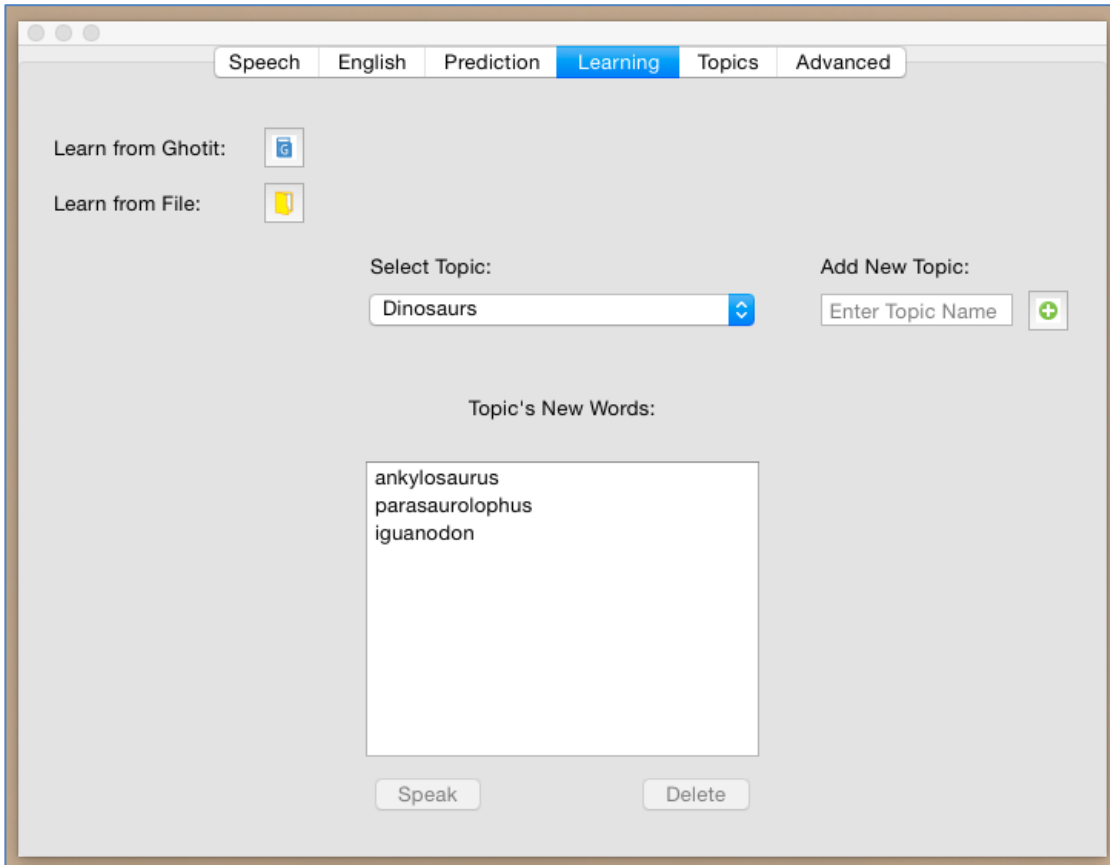 Speech English Prediction Learning Topics Advanced
Learn from Ghotit:
G
Learn from File:
Select Topic: Add New Topic:
Dinosaurs Enter Topic Name
Topic's New Words:
ankylosaurus
parasaurolophus
iguanodon
Speak Delete